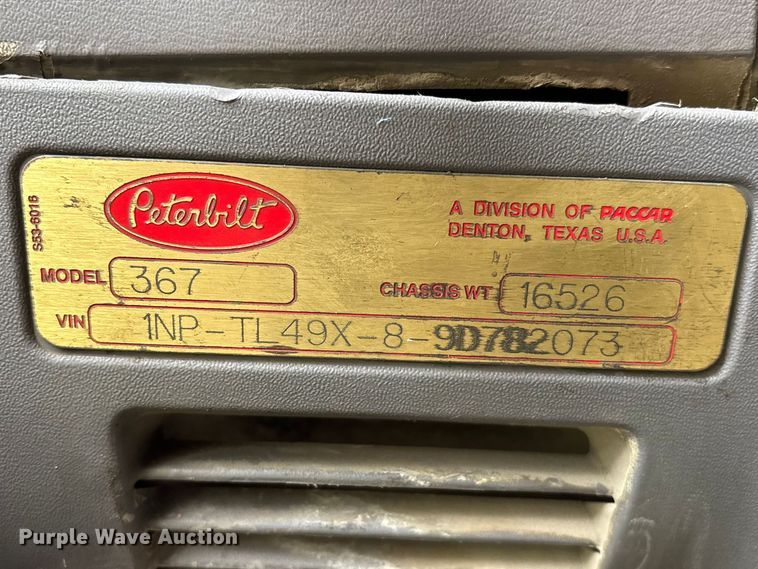 S53-6016
Peterbilt
A DIVISION OF PACCAR
DENTON, TEXAS U.S.A.
MODEL 367
CHASSIS WT. 16526
VIN 1NP-TL49X-8-9D782073
Purple Wave Auction